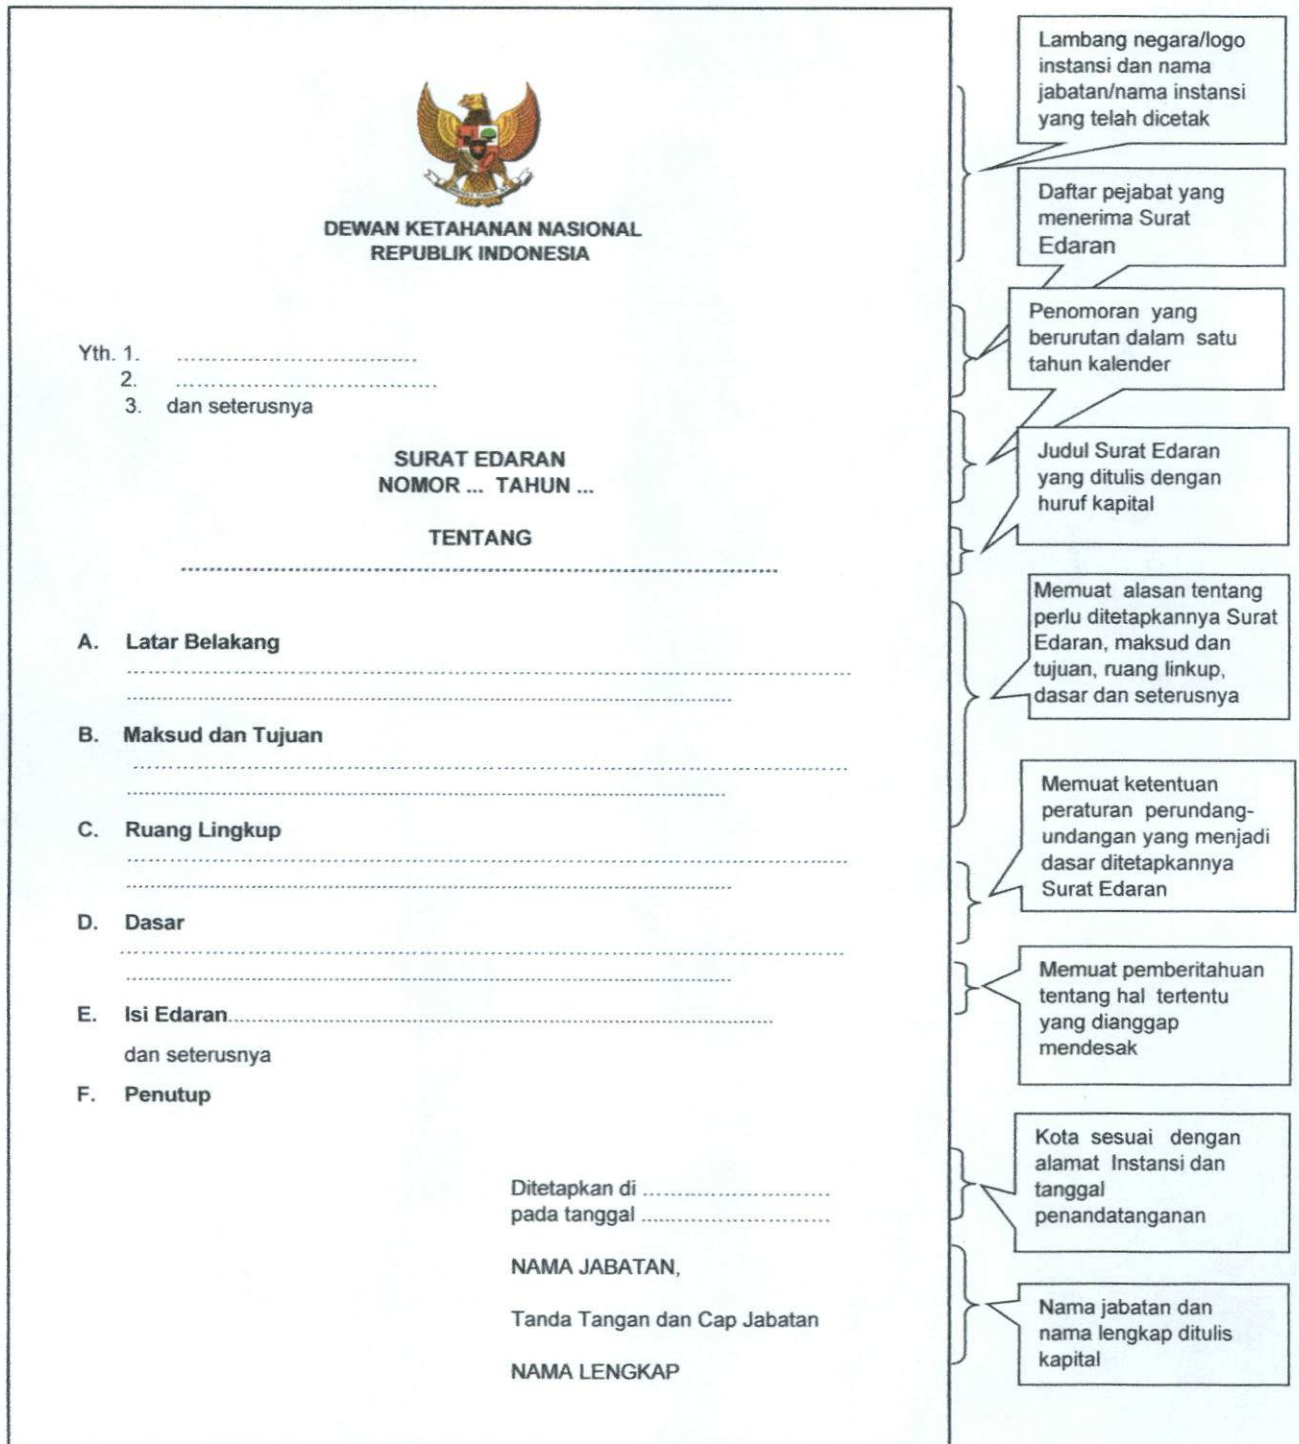 DEWAN KETAHANAN NASIONAL
REPUBLIK INDONESIA
Yth. 1. ................................
2. ...................................
3. dan seterusnya
SURAT EDARAN
NOMOR ... TAHUN ...
TENTANG
................................................................
A. Latar Belakang
................................................................
................................................................
B. Maksud dan Tujuan
................................................................
................................................................
C. Ruang Lingkup
................................................................
................................................................
D. Dasar
................................................................
................................................................
E. Isi Edaran................................................................
dan seterusnya
F. Penutup
Ditetapkan di ..........................
pada tanggal ..........................
NAMA JABATAN,
Tanda Tangan dan Cap Jabatan
NAMA LENGKAP
Lambang negara/logo
instansi dan nama
jabatan/nama instansi
yang telah dicetak
Daftar pejabat yang
menerima Surat
Edaran
Penomoran yang
berurutan dalam satu
tahun kalender
Judul Surat Edaran
yang ditulis dengan
huruf kapital
Memuat alasan tentang
perlu ditetapkannya Surat
Edaran, maksud dan
tujuan, ruang linkup,
dasar dan seterusnya
Memuat ketentuan
peraturan perundang-
undangan yang menjadi
dasar ditetapkannya
Surat Edaran
Memuat pemberitahuan
tentang hal tertentu
yang dianggap
mendesak
Kota sesuai dengan
alamat Instansi dan
tanggal
penandatanganan
Nama jabatan dan
nama lengkap ditulis
kapital